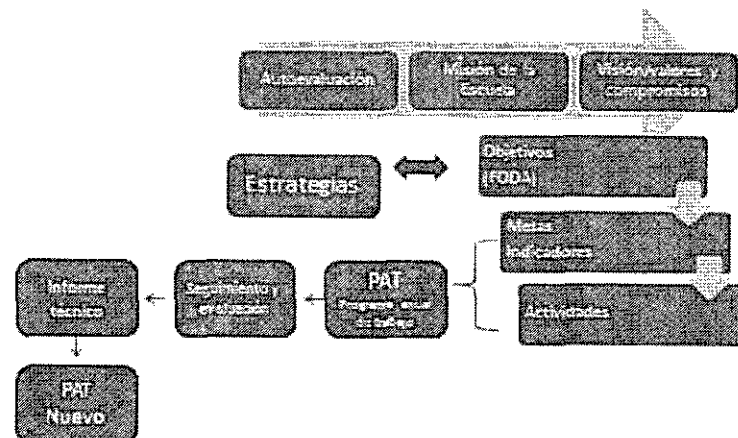 Autoevaluación
Misión de la
Escuela
Visión/valores y
compromisos
Estrategias
Objetivos
(FODA)
Metas
Indicadores
Actividades
PAT
Programa anual
de trabajo
Seguimiento y
evaluación
Informe
técnico
PAT
Nuevo